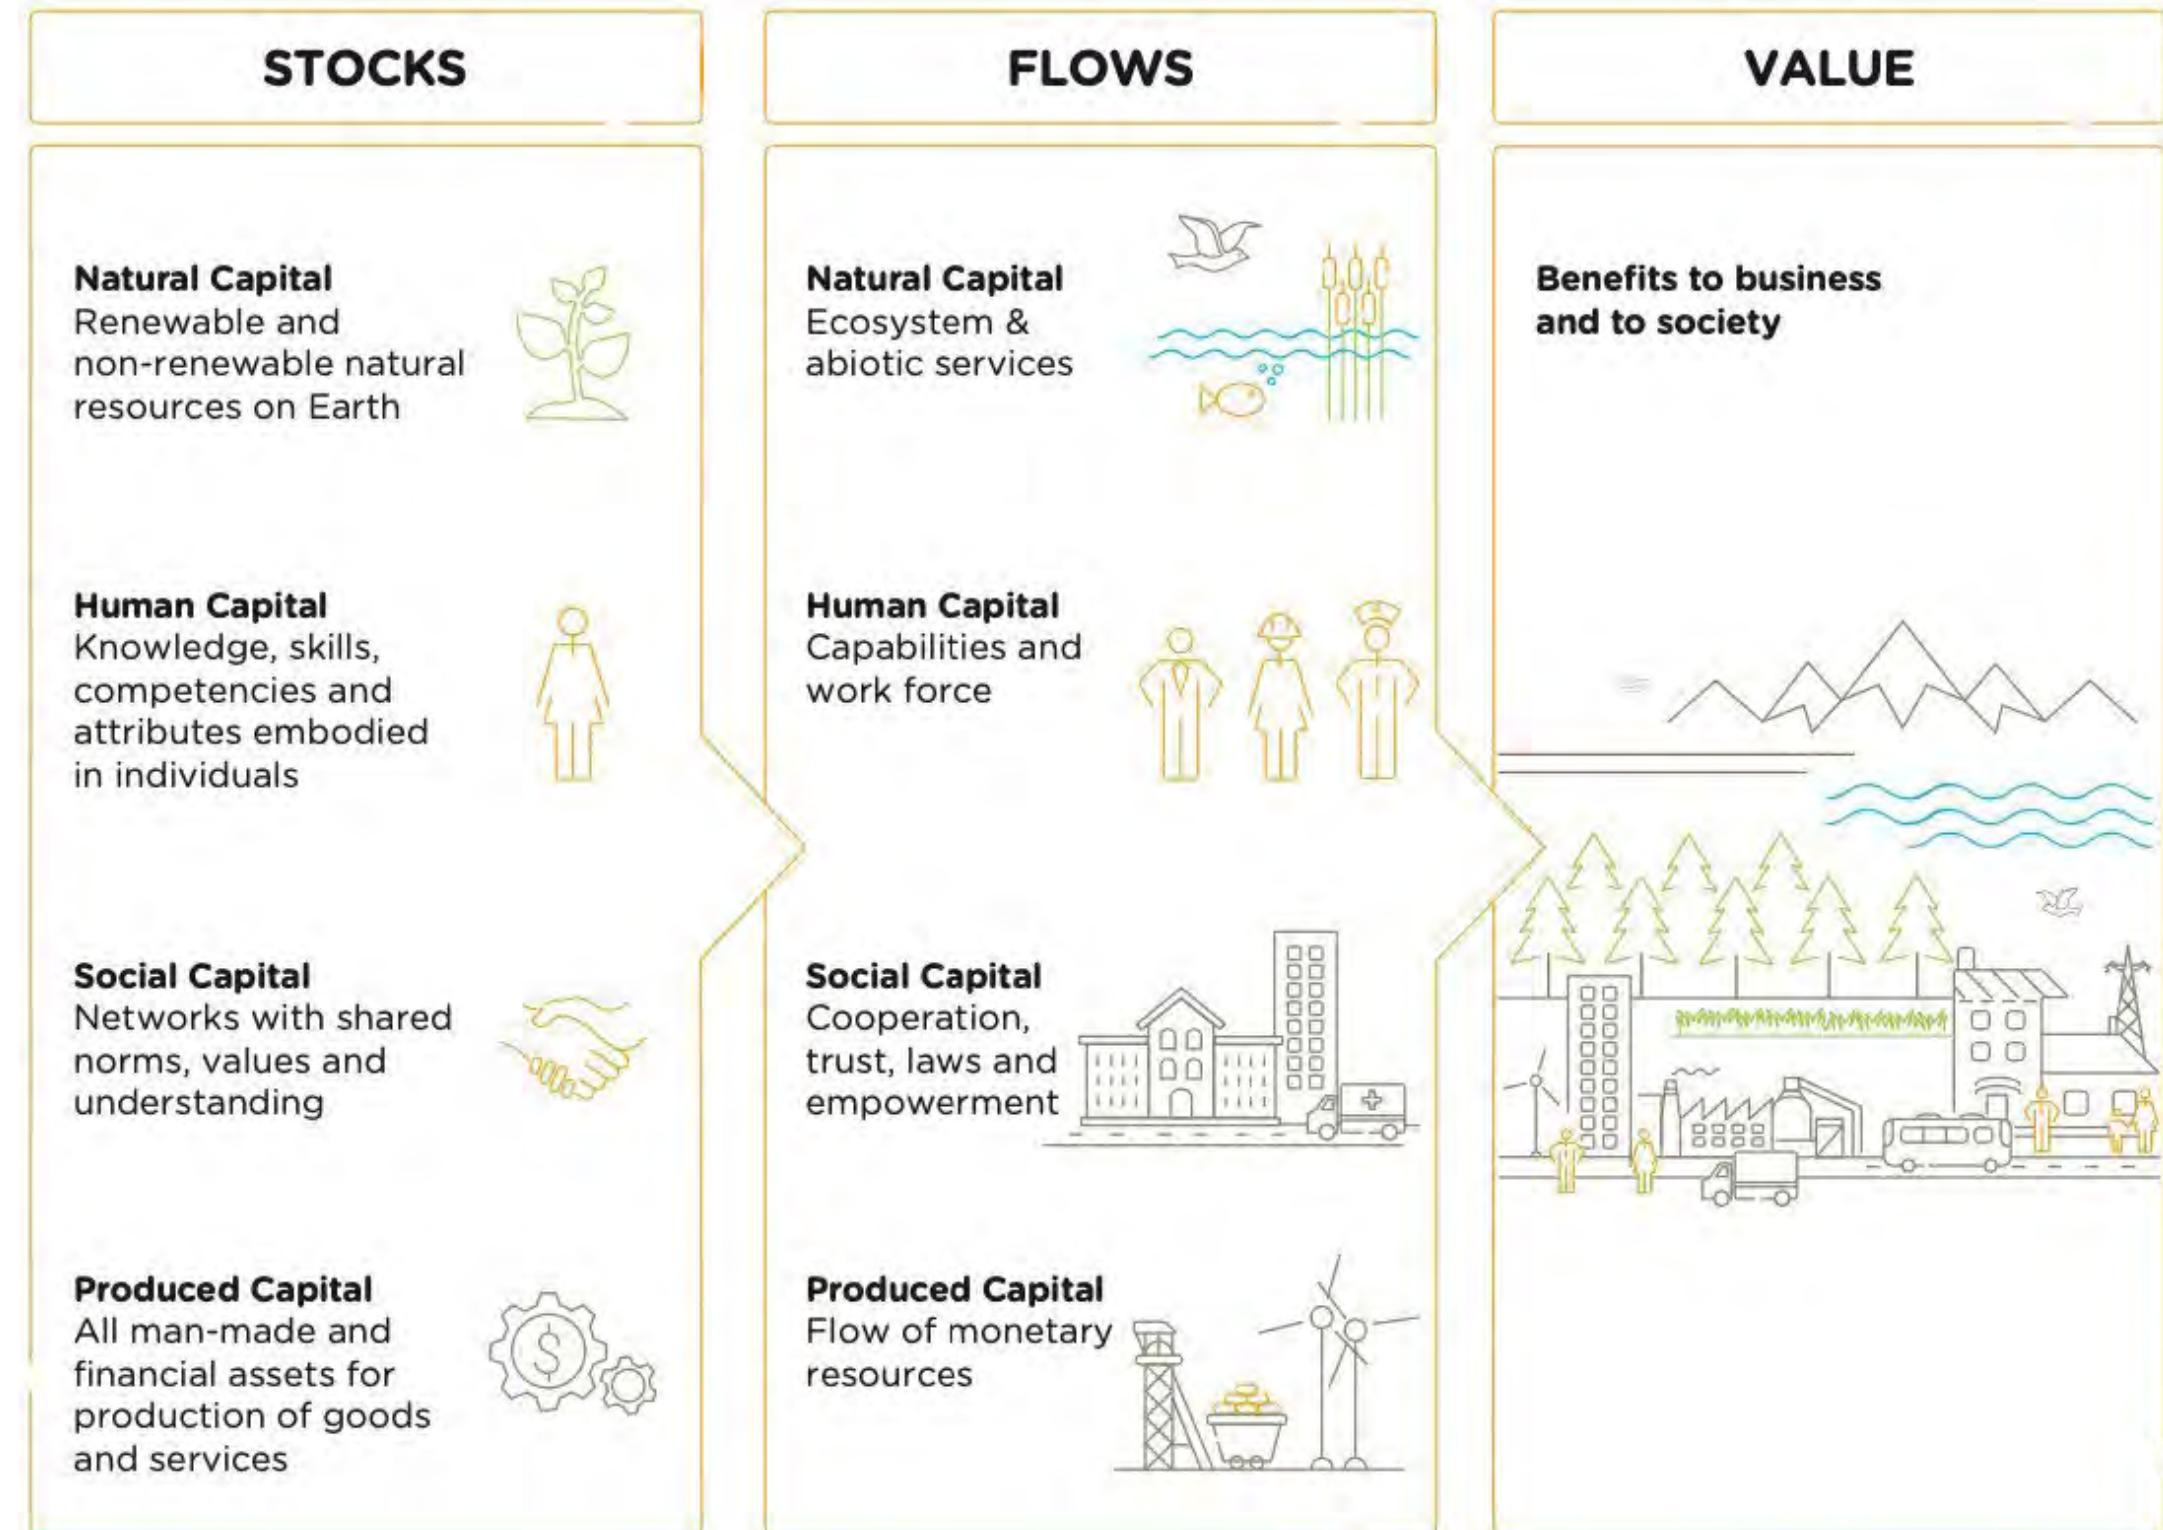 STOCKS
Natural Capital
Renewable and
non-renewable natural
resources on Earth
Human Capital
Knowledge, skills,
competencies and
attributes embodied
in individuals
Social Capital
Networks with shared
norms, values and
understanding
Produced Capital
All man-made and
financial assets for
production of goods
and services
FLOWS
Natural Capital
Ecosystem &
abiotic services
Human Capital
Capabilities and
work force
Social Capital
Cooperation,
trust, laws and
empowerment
Produced Capital
Flow of monetary
resources
VALUE
Benefits to business
and to society
$